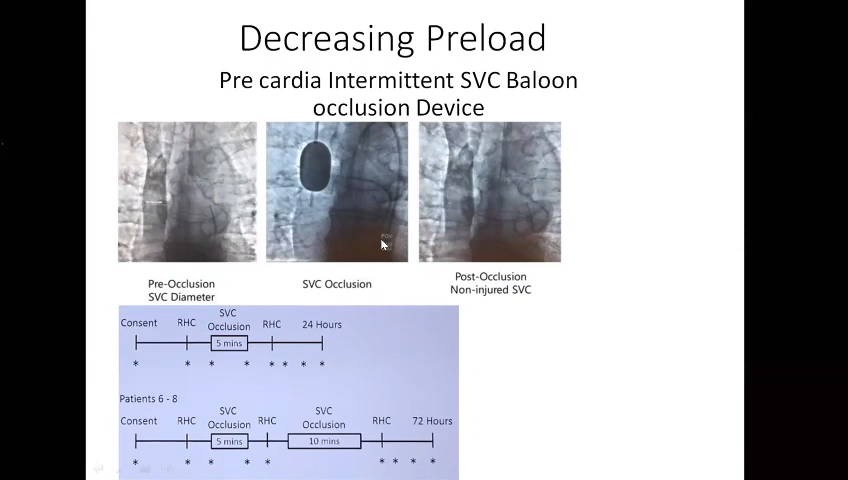 Decreasing Preload
Pre cardia Intermittent SVC Baloon
occlusion Device
Pre-Occlusion
SVC Diameter
SVC Occlusion
Post-Occlusion
Non-injured SVC
Consent RHC SVC Occlusion RHC 24 Hours
5 mins
* * * * * * * *
Patients 6 - 8
Consent RHC SVC Occlusion RHC SVC Occlusion RHC 72 Hours
5 mins 10 mins
* * * * * * * * *